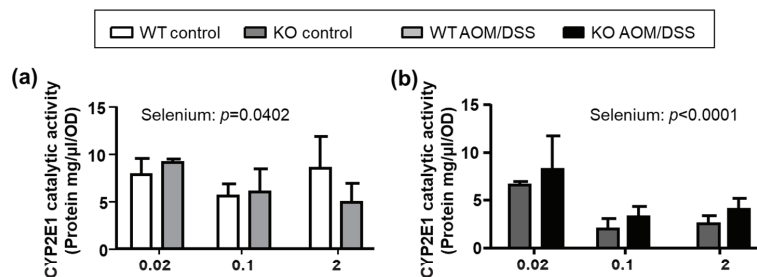 WT control KO control WT AOM/DSS KO AOM/DSS
(a)
CYP2E1 catalytic activity
(Protein mg/µl/OD)
Selenium: p=0.0402
15
10
5
0
0.02 0.1 2
(b)
CYP2E1 catalytic activity
(Protein mg/µl/OD)
Selenium: p<0.0001
15
10
5
0
0.02 0.1 2